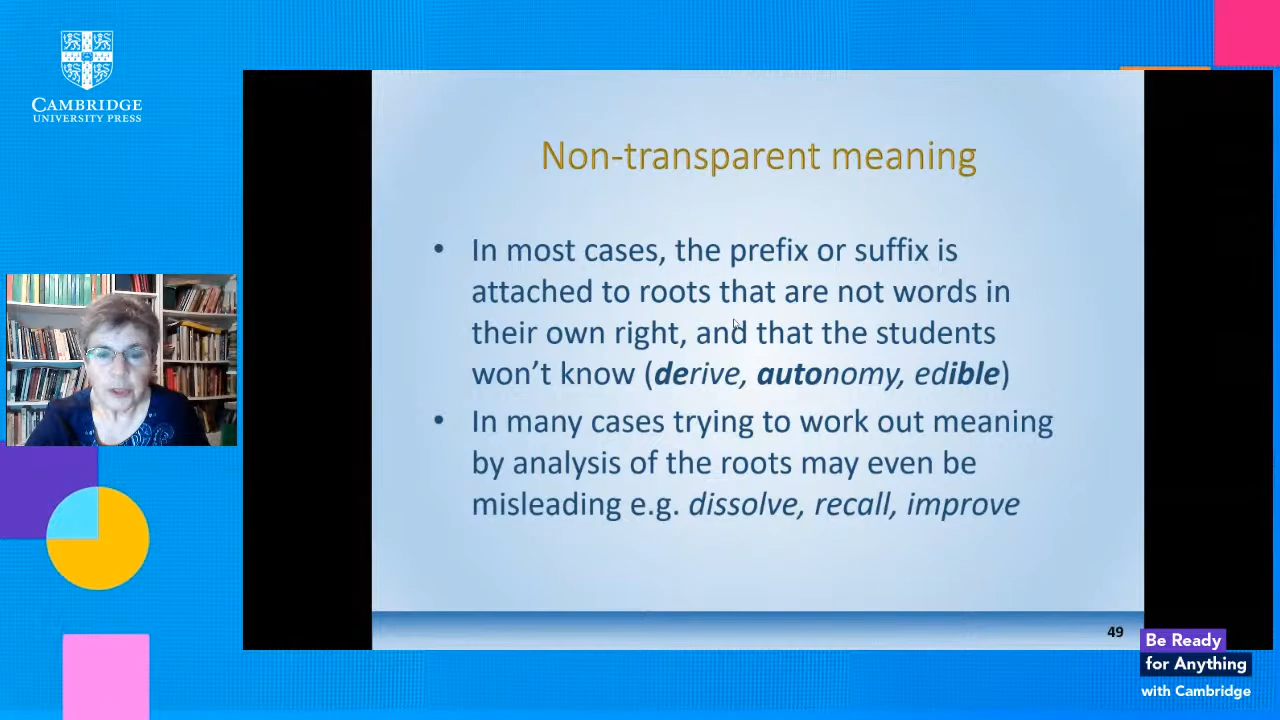 CAMBRIDGE
UNIVERSITY PRESS
Non-transparent meaning
• In most cases, the prefix or suffix is
attached to roots that are not words in
their own right, and that the students
won't know (derive, autonomy, edible)
• In many cases trying to work out meaning
by analysis of the roots may even be
misleading e.g. dissolve, recall, improve
49
Be Ready
for Anything
with Cambridge